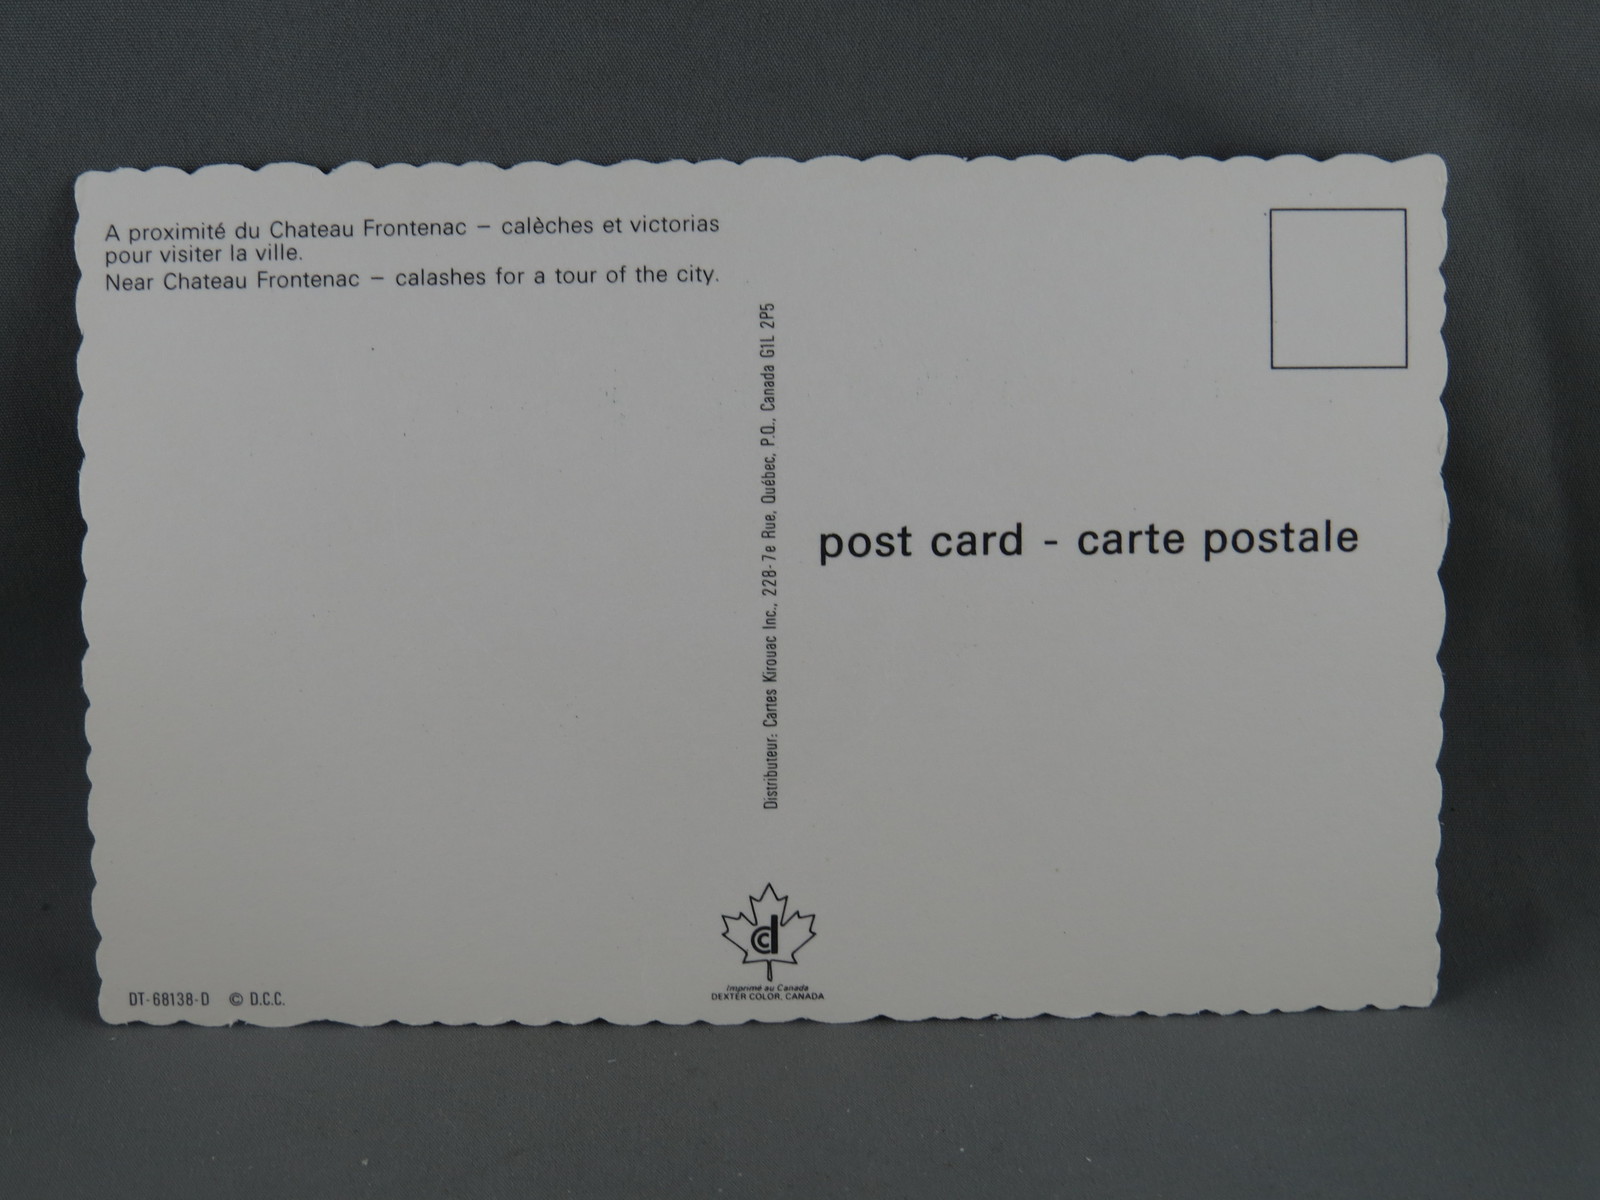 A proximité du Chateau Frontenac – calèches et victorias
pour visiter la ville.
Near Chateau Frontenac – calashes for a tour of the city.
Distributeur: Cartes Kirouac Inc., 228-7e Rue, Québec, P.Q., Canada G1L 2P5
post card - carte postale
dcc
Imprimé au Canada
DEXTER COLOR, CANADA
DT-68138-D © D.C.C.